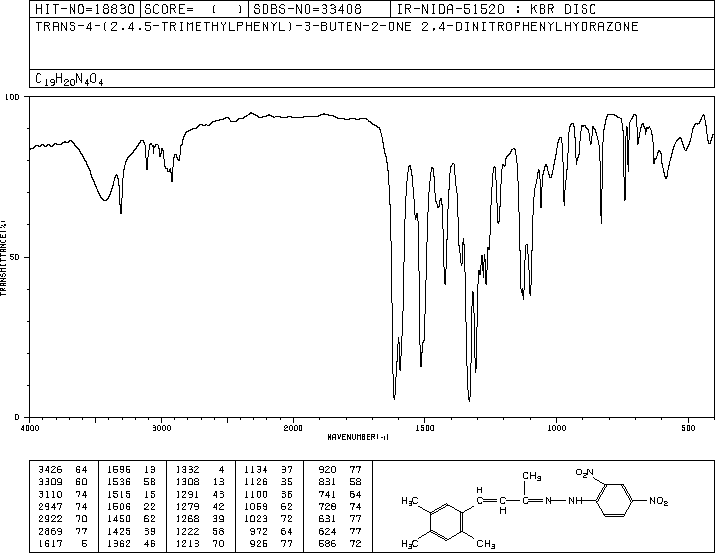 HIT-NO=18830 SCORE= ( ) SDBS-NO=33408 IR-NIDA-51520 : KBR DISC
TRANS-4-(2.4.5-TRIMETHYLPHENYL)-3-BUTEN-2-ONE 2.4-DINITROPHENYLHYDRAZONE
C19H20N4O4
100
50
0
TRANSMITTANCE(%)
4000 3000 2000 1500 1000 500
WAVENUMBER(-1)
3426 64 1596 13 1332 4 1134 37 920 77
3309 60 1536 58 1308 13 1126 35 831 58
3110 74 1515 15 1291 43 1100 36 741 64
2947 74 1506 22 1279 42 1059 62 728 74
2922 70 1450 62 1268 39 1023 72 631 77
2869 77 1425 39 1222 58 972 64 624 77
1617 5 1362 46 1213 70 926 77 586 72
CH3
O2N
H
H3C C=C N NH NO2
H
H3C CH3